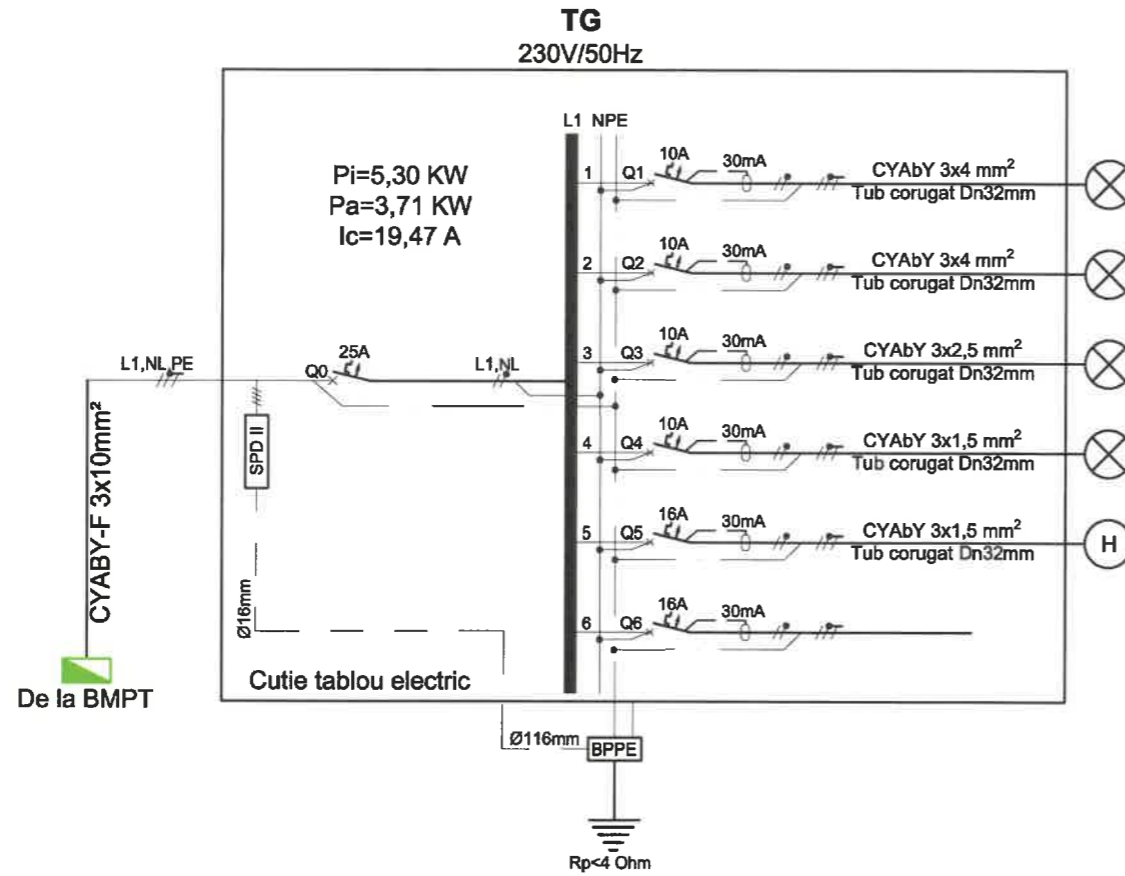 TG
230V/50Hz
L1 NPE
Pi=5,30 KW
Pa=3,71 KW
Ic=19,47 A
1 Q1 10A 30mA CYAbY 3x4 mm²
Tub corugat Dn32mm
2 Q2 10A 30mA CYAbY 3x4 mm²
Tub corugat Dn32mm
3 Q3 10A 30mA CYAbY 3x2,5 mm²
Tub corugat Dn32mm
L1,NL,PE
Q0 25A
L1,NL
4 Q4 10A 30mA CYAbY 3x1,5 mm²
Tub corugat Dn32mm
SPD II
5 Q5 16A 30mA CYAbY 3x1,5 mm²
Tub corugat Dn32mm
H
6 Q6 16A 30mA
CYABY-F 3x10mm²
Ø16mm
Cutie tablou electric
De la BMPT
Ø116mm
BPPE
Rp<4 Ohm